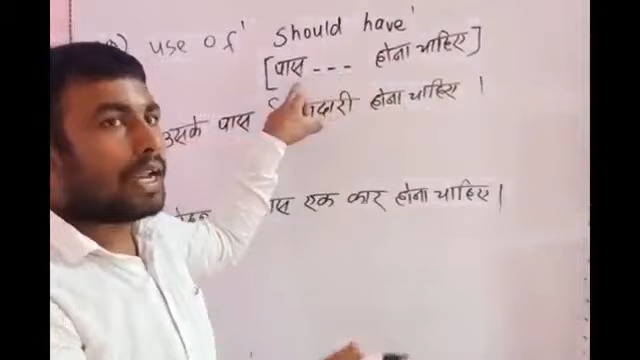 use of 'Should have'
[पास --- होना चाहिए]
उसके पास दारी होना चाहिए ।
एक कार होना चाहिए ।